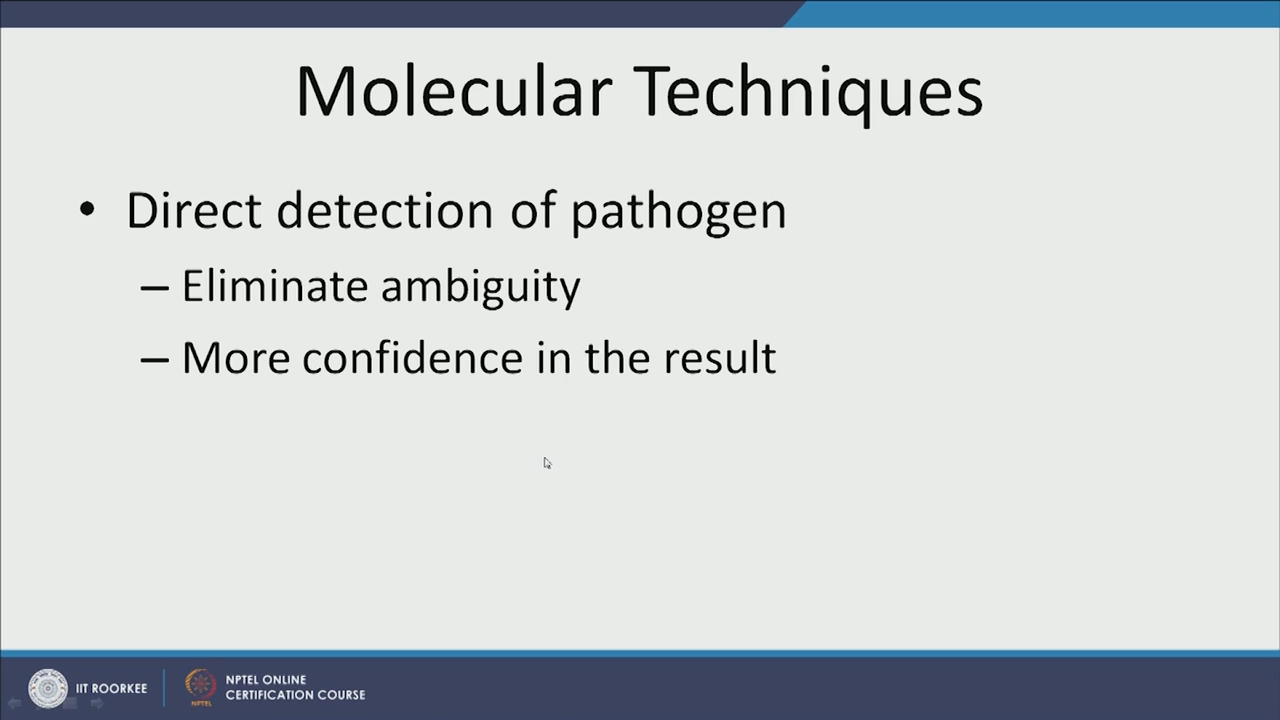 Molecular Techniques
• Direct detection of pathogen
– Eliminate ambiguity
– More confidence in the result
IIT ROORKEE
NPTEL
NPTEL ONLINE
CERTIFICATION COURSE